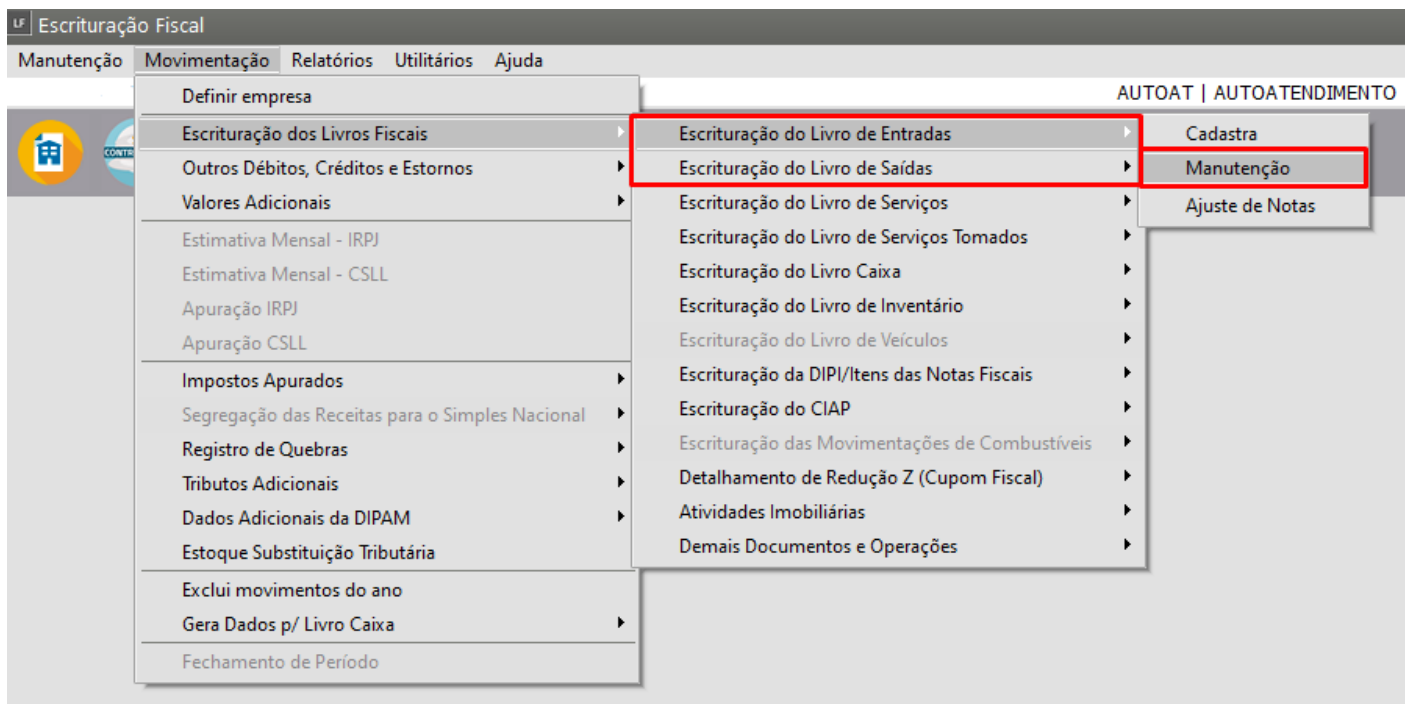 LF Escrituração Fiscal
Manutenção Movimentação Relatórios Utilitários Ajuda
AUTOAT | AUTOATENDIMENTO
Definir empresa
Escrituração dos Livros Fiscais
Outros Débitos, Créditos e Estornos
Valores Adicionais
Estimativa Mensal - IRPJ
Estimativa Mensal - CSLL
Apuração IRPJ
Apuração CSLL
Impostos Apurados
Segregação das Receitas para o Simples Nacional
Registro de Quebras
Tributos Adicionais
Dados Adicionais da DIPAM
Estoque Substituição Tributária
Exclui movimentos do ano
Gera Dados p/ Livro Caixa
Fechamento de Período
Escrituração do Livro de Entradas
Escrituração do Livro de Saídas
Escrituração do Livro de Serviços
Escrituração do Livro de Serviços Tomados
Escrituração do Livro Caixa
Escrituração do Livro de Inventário
Escrituração do Livro de Veículos
Escrituração da DIPI/Itens das Notas Fiscais
Escrituração do CIAP
Escrituração das Movimentações de Combustíveis
Detalhamento de Redução Z (Cupom Fiscal)
Atividades Imobiliárias
Demais Documentos e Operações
Cadastra
Manutenção
Ajuste de Notas